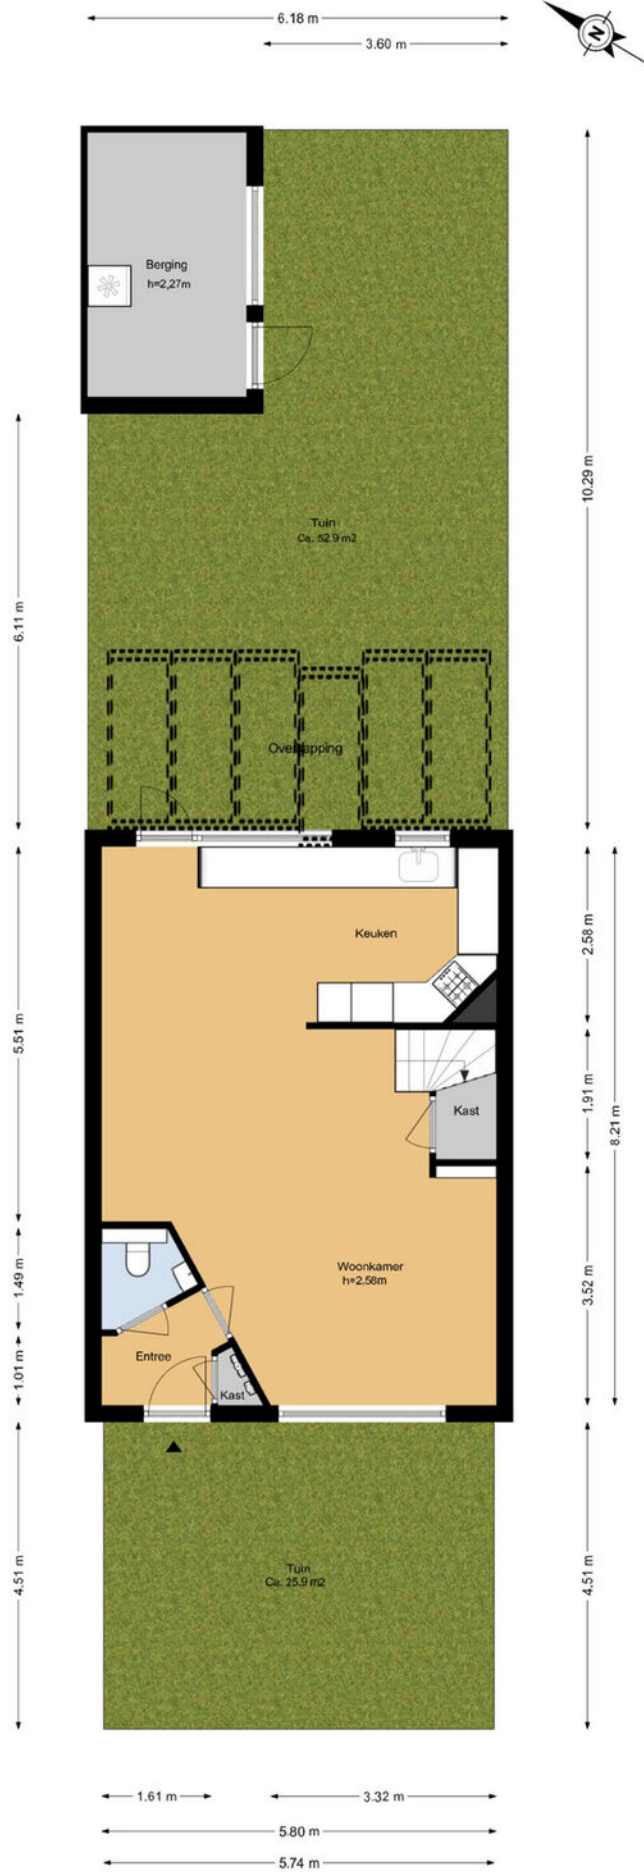 6.18 m
3.60 m
N
Berging
h=2,27m
10.29 m
Tuin
Ca. 52.9 m2
6.11 m
Overkapping
Keuken
2.58 m
5.51 m
1.91 m
Kast
8.21 m
Woonkamer
h=2.58m
1.49 m
3.52 m
Entree
1.01 m
Kast
Tuin
Ca. 25.9 m2
4.51 m
4.51 m
1.61 m
3.32 m
5.80 m
5.74 m